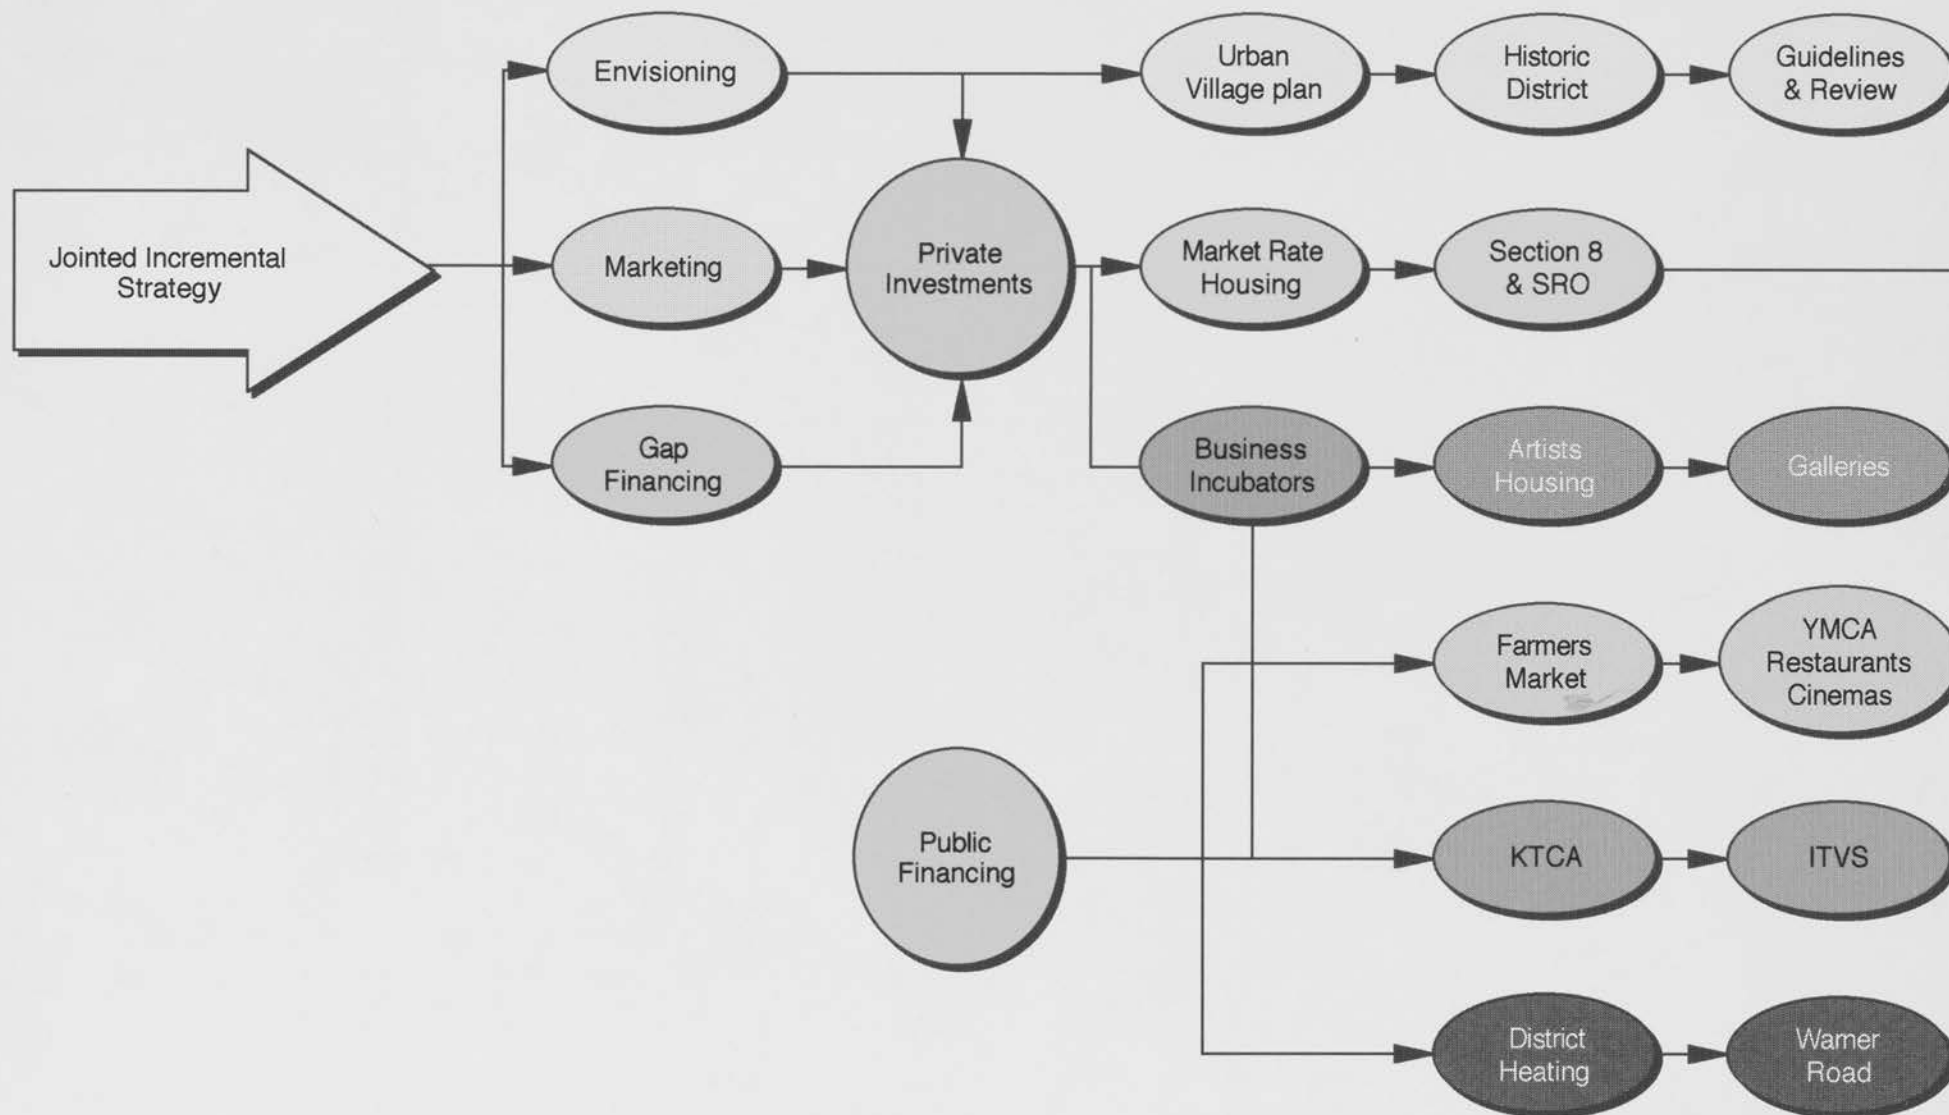 Envisioning
Urban
Village plan
Historic
District
Guidelines
& Review
Jointed Incremental
Strategy
Marketing
Private
Investments
Market Rate
Housing
Section 8
& SRO
Gap
Financing
Business
Incubators
Artists
Housing
Galleries
Farmers
Market
YMCA
Restaurants
Cinemas
Public
Financing
KTCA
ITVS
District
Heating
Warner
Road